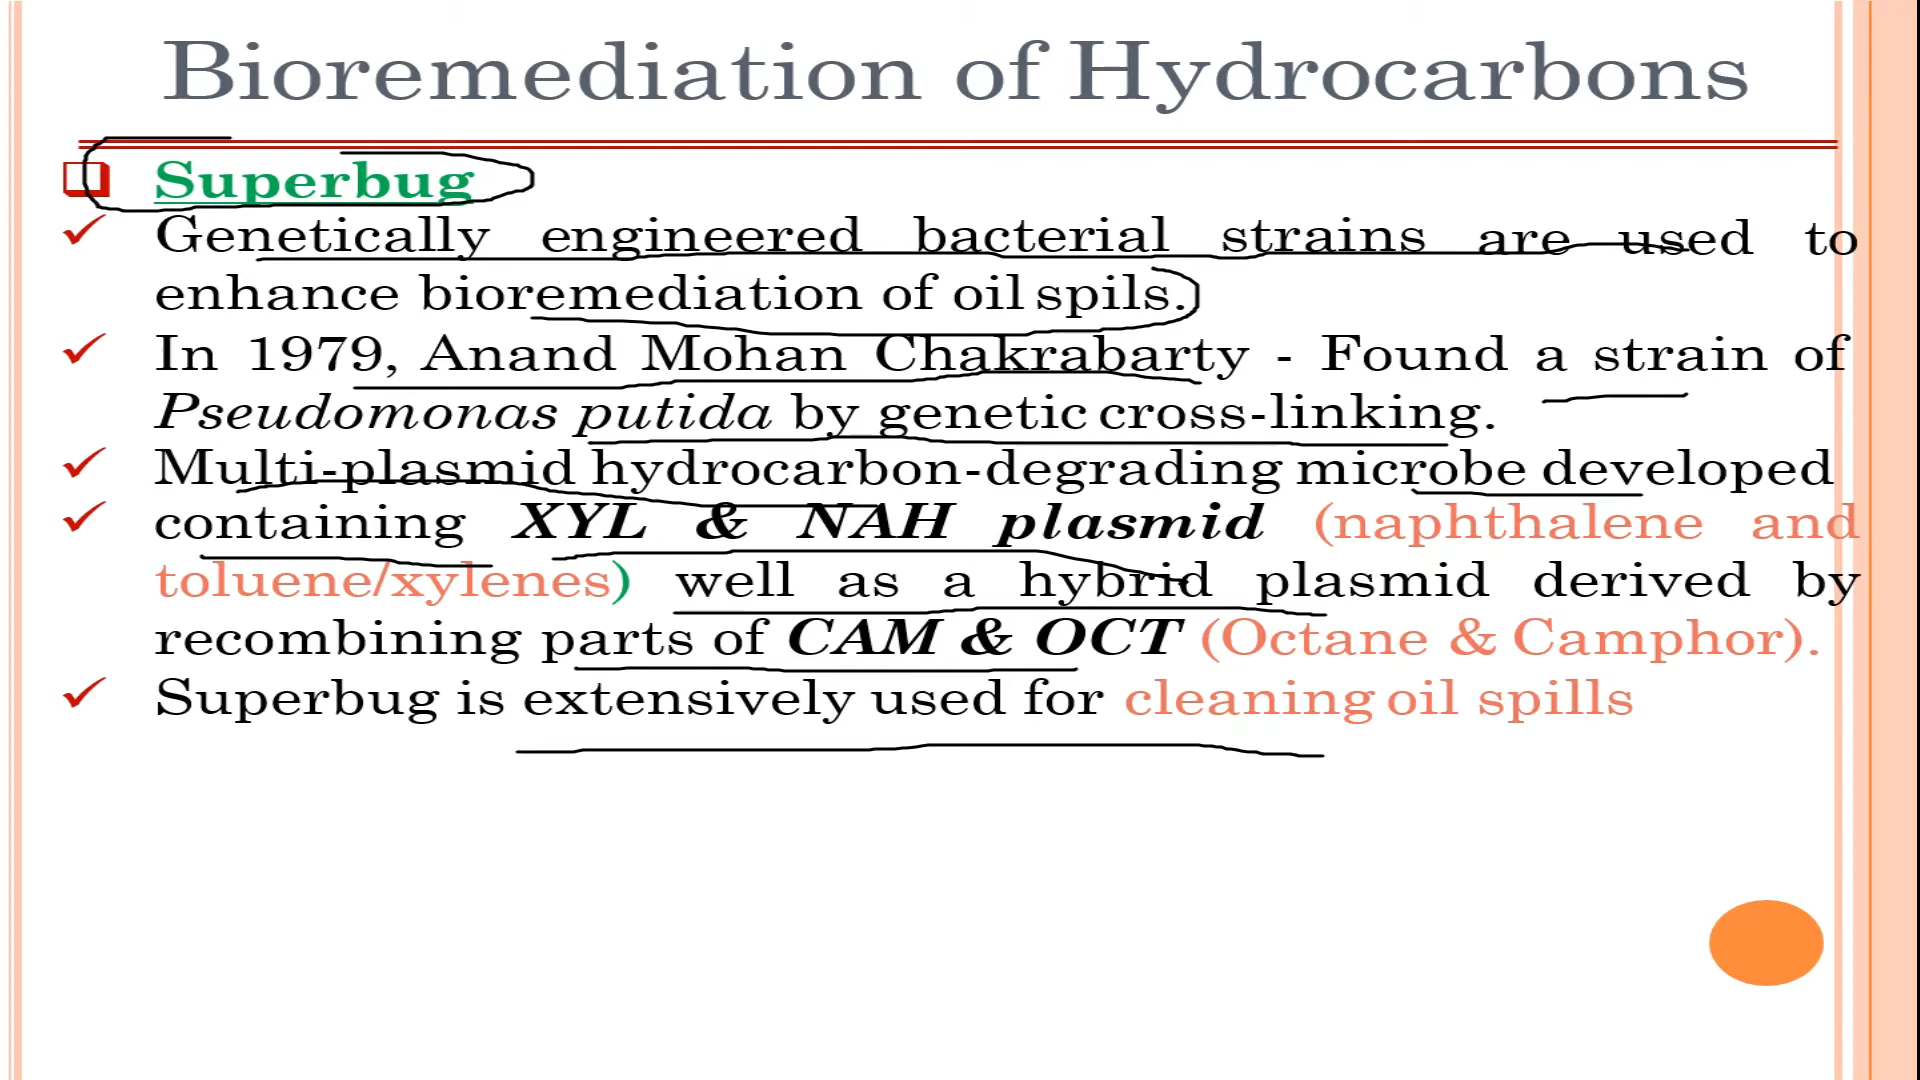 Bioremediation of Hydrocarbons
Superbug
Genetically engineered bacterial strains are used to
enhance bioremediation of oil spils.
In 1979, Anand Mohan Chakrabarty - Found a strain of
Pseudomonas putida by genetic cross-linking.
Multi-plasmid hydrocarbon-degrading microbe developed
containing XYL & NAH plasmid (naphthalene and
toluene/xylenes) well as a hybrid plasmid derived by
recombining parts of CAM & OCT (Octane & Camphor).
Superbug is extensively used for cleaning oil spills